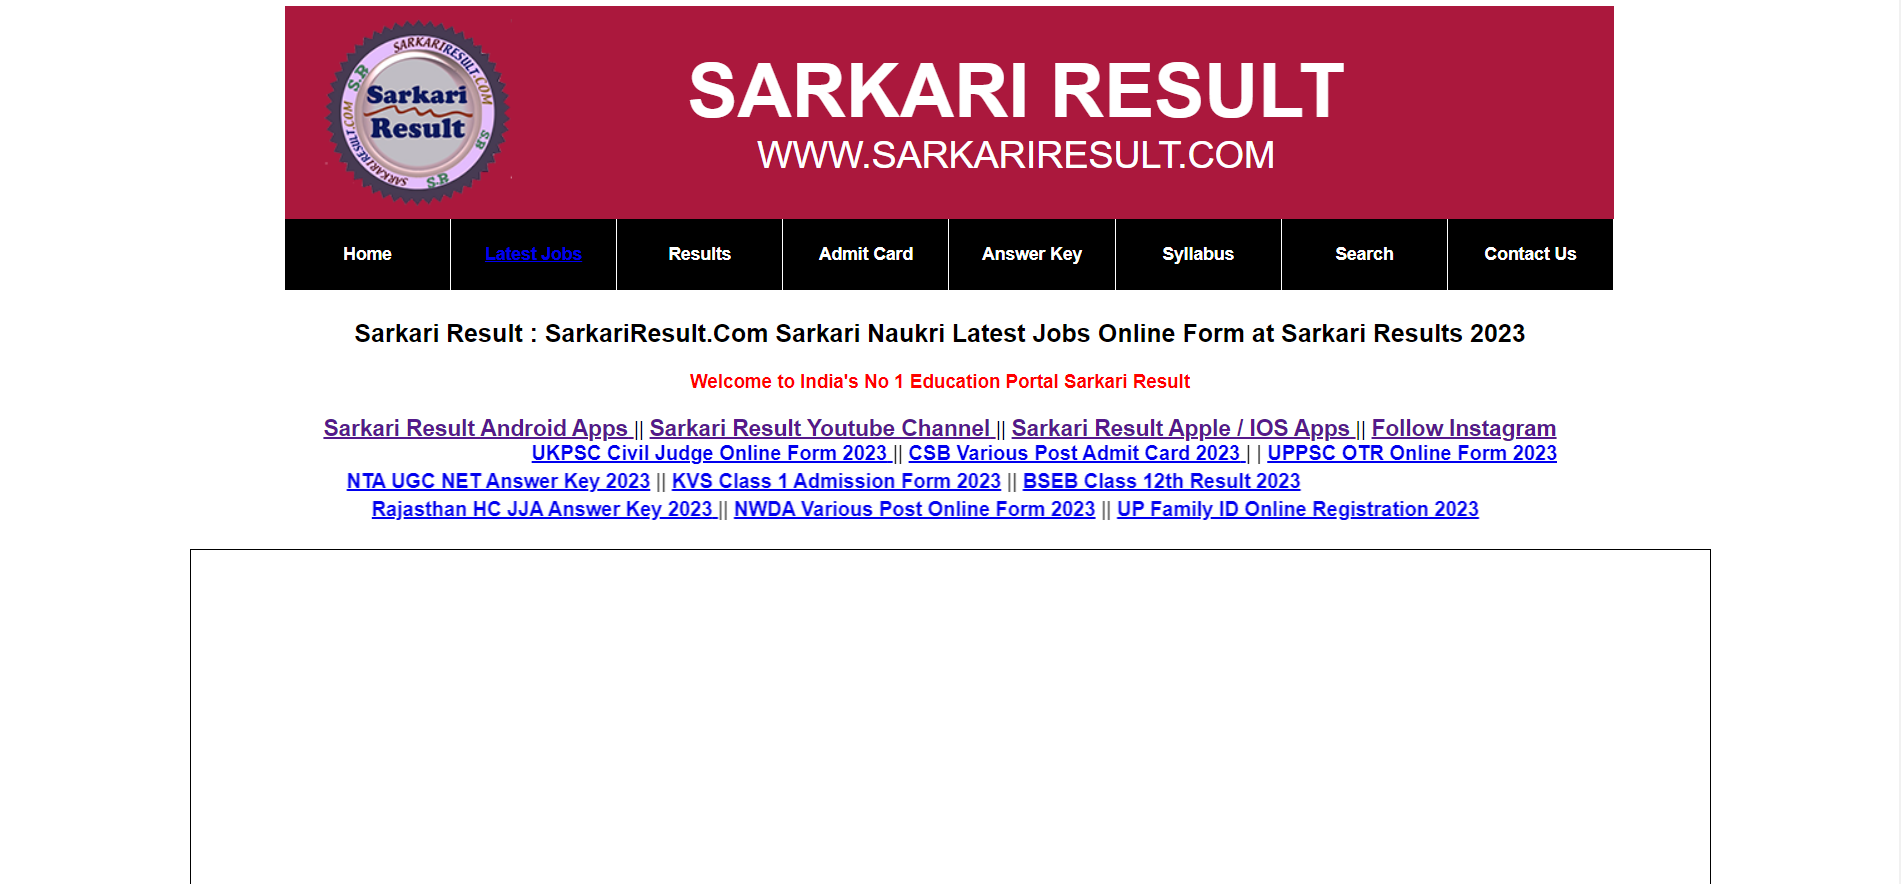 SARKARIRESULT.COM
S.R
SARKARIRESULT.COM
S.R
S.R
Sarkari
Result
SARKARI RESULT
WWW.SARKARIRESULT.COM
Home Latest Jobs Results Admit Card Answer Key Syllabus Search Contact Us
Sarkari Result : SarkariResult.Com Sarkari Naukri Latest Jobs Online Form at Sarkari Results 2023
Welcome to India's No 1 Education Portal Sarkari Result
Sarkari Result Android Apps || Sarkari Result Youtube Channel || Sarkari Result Apple / IOS Apps || Follow Instagram
UKPSC Civil Judge Online Form 2023 || CSB Various Post Admit Card 2023 | | UPPSC OTR Online Form 2023
NTA UGC NET Answer Key 2023 || KVS Class 1 Admission Form 2023 || BSEB Class 12th Result 2023
Rajasthan HC JJA Answer Key 2023 || NWDA Various Post Online Form 2023 || UP Family ID Online Registration 2023